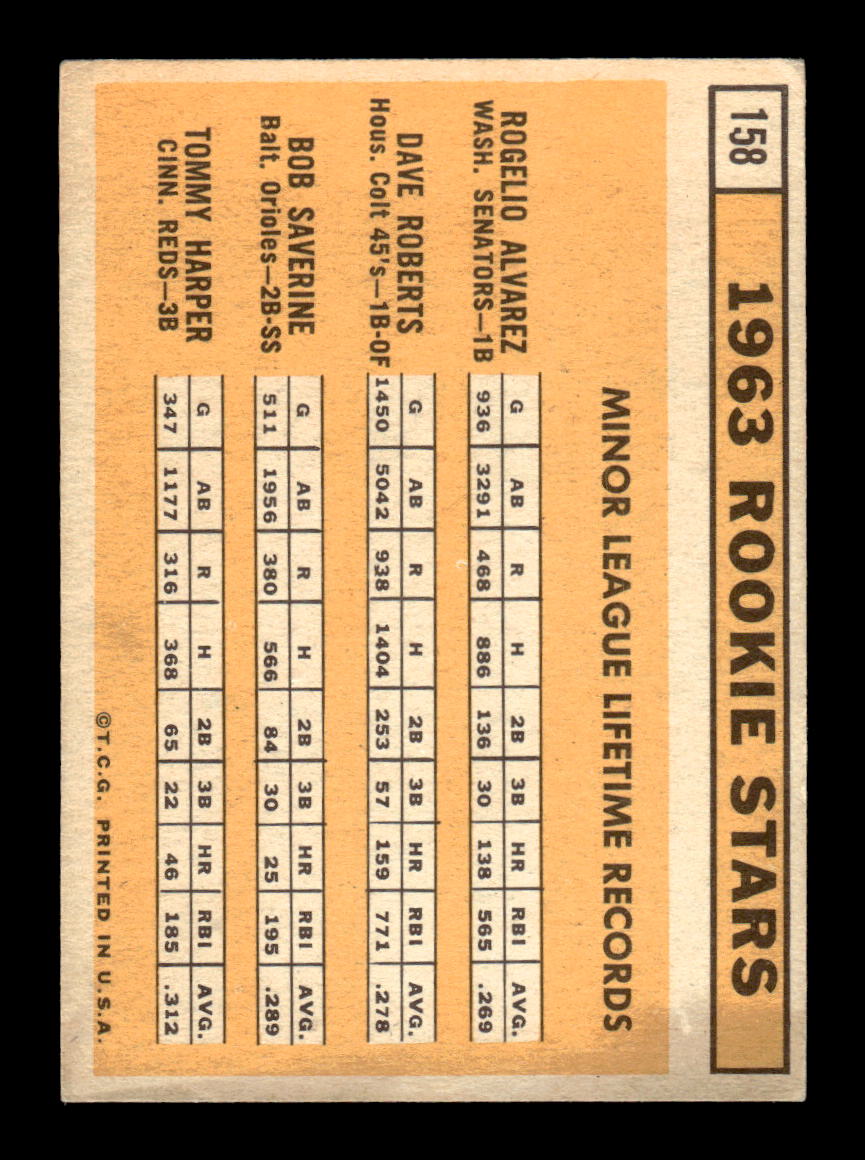 158
1963 ROOKIE STARS
MINOR LEAGUE LIFETIME RECORDS
ROGELIO ALVAREZ
WASH. SENATORS—1B
G AB R H 2B 3B HR RBI AVG.
936 3291 468 886 136 30 138 565 .269
DAVE ROBERTS
Hous. Colt 45's—1B-OF
G AB R H 2B 3B HR RBI AVG.
1450 5042 938 1404 253 57 159 771 .278
BOB SAVERINE
Balt. Orioles—2B-SS
G AB R H 2B 3B HR RBI AVG.
511 1956 380 566 84 30 25 195 .289
TOMMY HARPER
CINN. REDS—3B
G AB R H 2B 3B HR RBI AVG.
347 1177 316 368 65 22 46 185 .312
©T.C.G. PRINTED IN U.S.A.